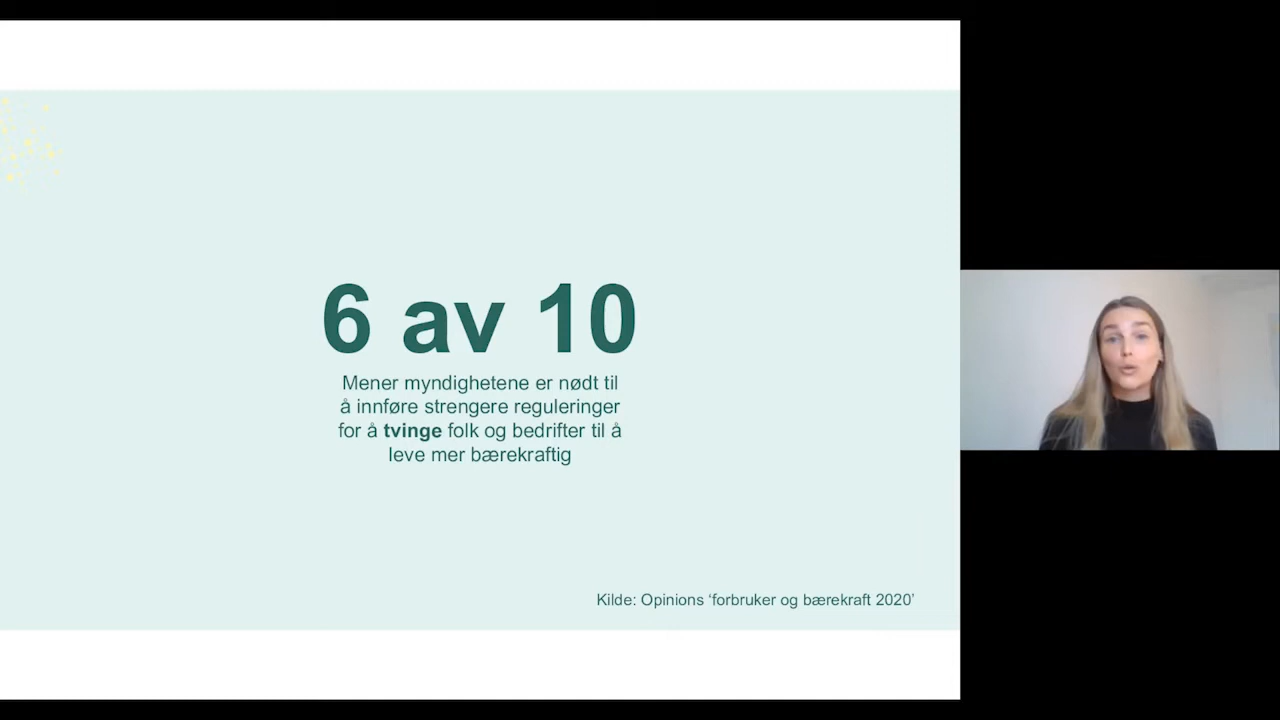 6 av 10
Mener myndighetene er nødt til
å innføre strengere reguleringer
for å tvinge folk og bedrifter til å
leve mer bærekraftig
Kilde: Opinions ‘forbruker og bærekraft 2020’